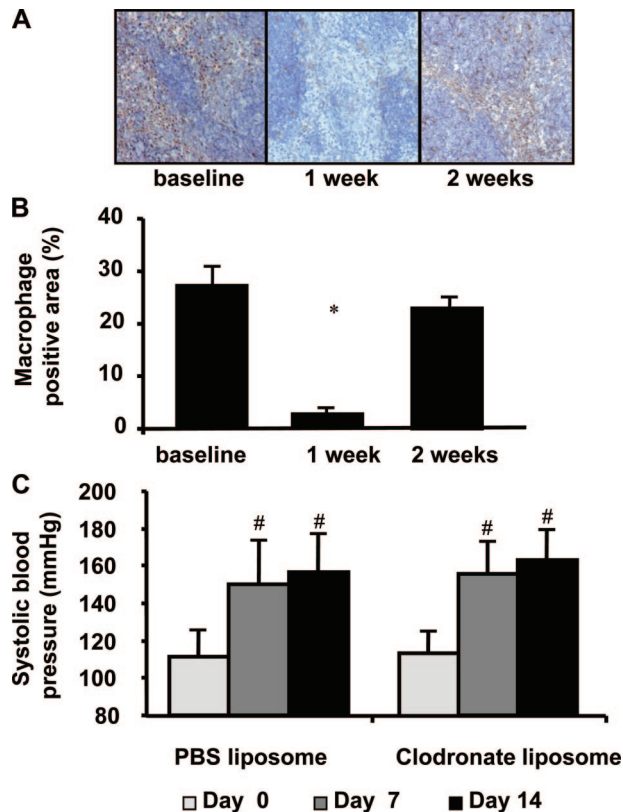 A
baseline 1 week 2 weeks
B
Macrophage
positive area (%)
40
30
20
10
0
*
baseline 1 week 2 weeks
C
Systolic blood
pressure (mmHg)
200
180
160
140
120
100
80
# # # #
PBS liposome Clodronate liposome
Day 0 Day 7 Day 14